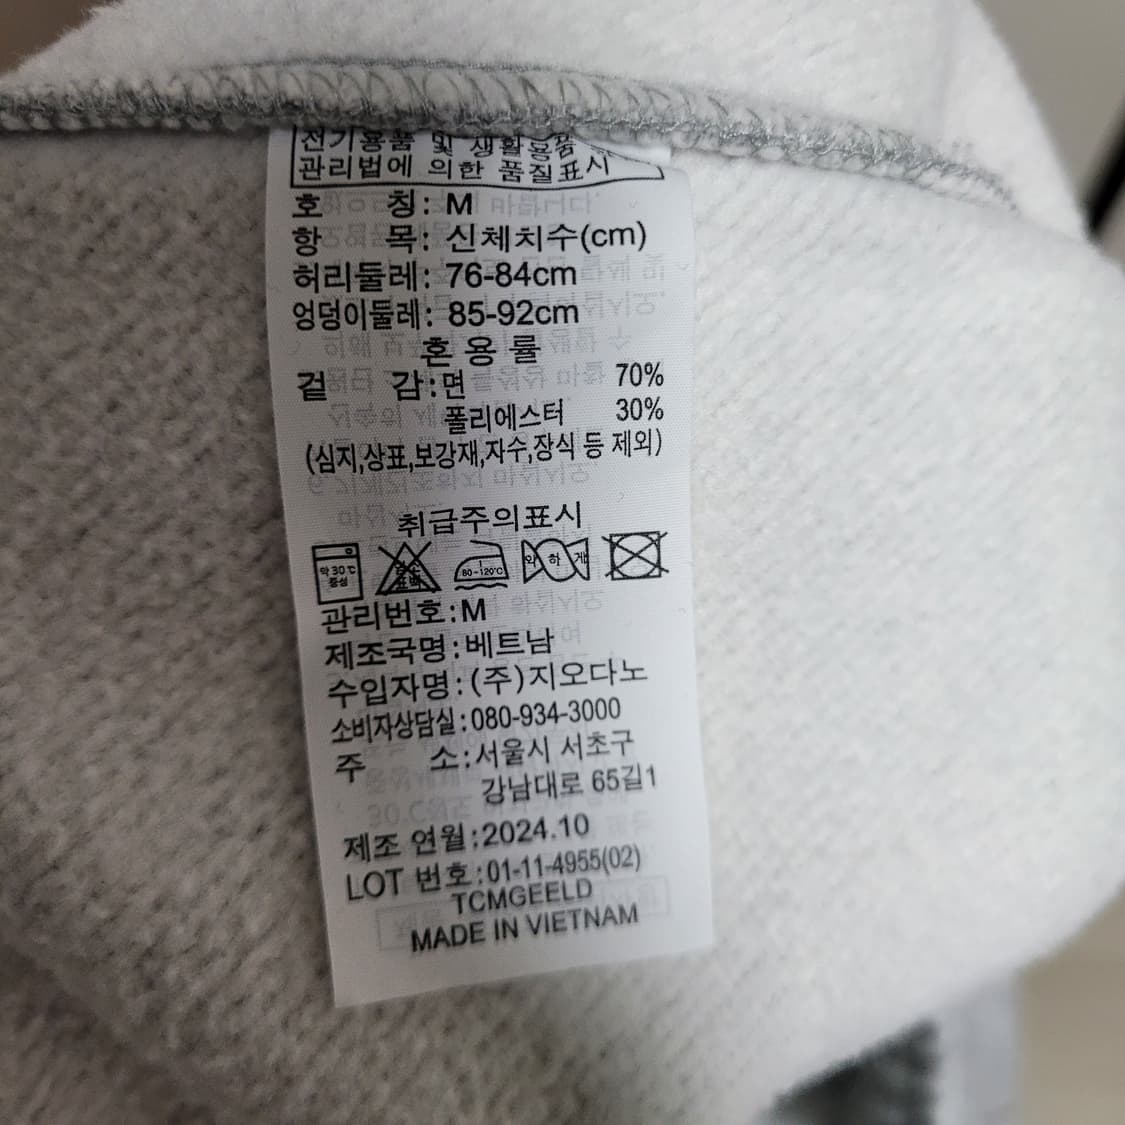 전기용품 및 생활용품
관리법에 의한 품질표시
호 칭: M
항 목: 신체치수(cm)
허리둘레: 76-84cm
엉덩이둘레: 85-92cm
혼 용 률
겉 감:면 70%
폴리에스터 30%
(심지,상표,보강재,자수,장식 등 제외)
취급주의표시
약 30℃ 중성
표백
80~120℃
약 하 게
관리번호:M
제조국명:베트남
수입자명:(주)지오다노
소비자상담실:080-934-3000
주 소:서울시 서초구
강남대로 65길1
제조 연월:2024.10
LOT 번호:01-11-4955(02)
TCMGEELD
MADE IN VIETNAM